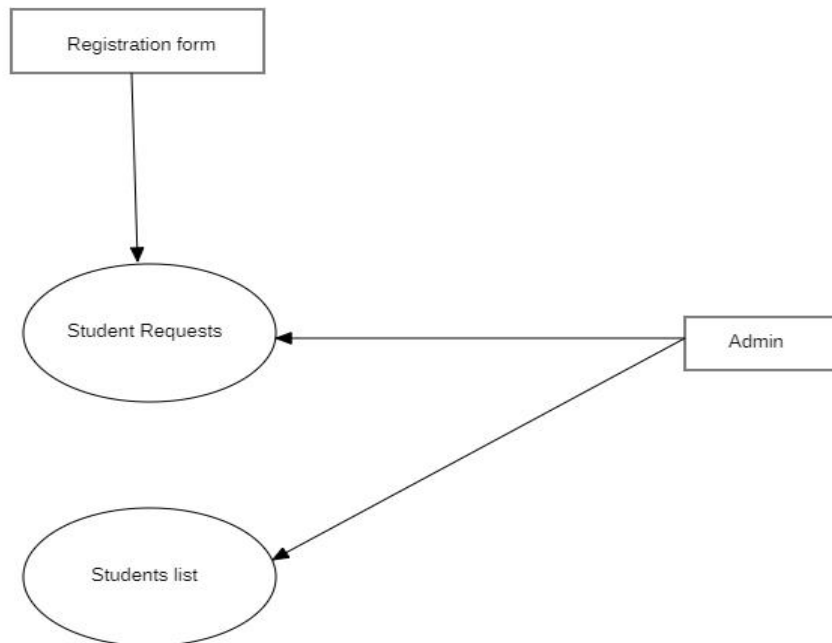 Registration form
Student Requests
Admin
Students list